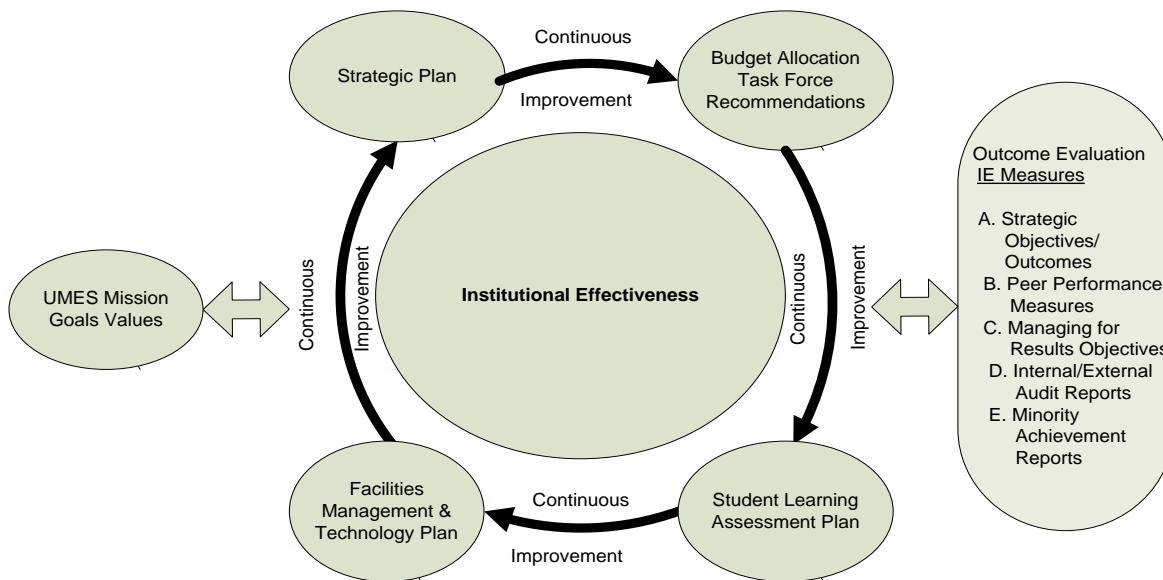 Continuous
Improvement
Strategic Plan
Budget Allocation
Task Force
Recommendations
Outcome Evaluation
IE Measures
A. Strategic
Objectives/
Outcomes
B. Peer Performance
Measures
C. Managing for
Results Objectives
D. Internal/External
Audit Reports
E. Minority
Achievement
Reports
UMES Mission
Goals Values
Continuous
Improvement
Institutional Effectiveness
Continuous
Improvement
Facilities
Management &
Technology Plan
Continuous
Improvement
Student Learning
Assessment Plan